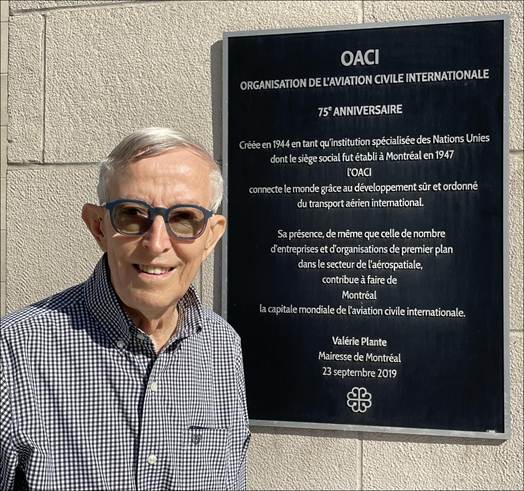 OACI
ORGANISATION DE L'AVIATION CIVILE INTERNATIONALE
75e ANNIVERSAIRE
Créée en 1944 en tant qu'institution spécialisée des Nations Unies
dont le siège social fut établi à Montréal en 1947
l'OACI
connecte le monde grâce au développement sûr et ordonné
du transport aérien international.
Sa présence, de même que celle de nombre
d'entreprises et d'organisations de premier plan
dans le secteur de l'aérospatiale,
contribue à faire de
Montréal
la capitale mondiale de l'aviation civile internationale.
Valérie Plante
Mairesse de Montréal
23 septembre 2019